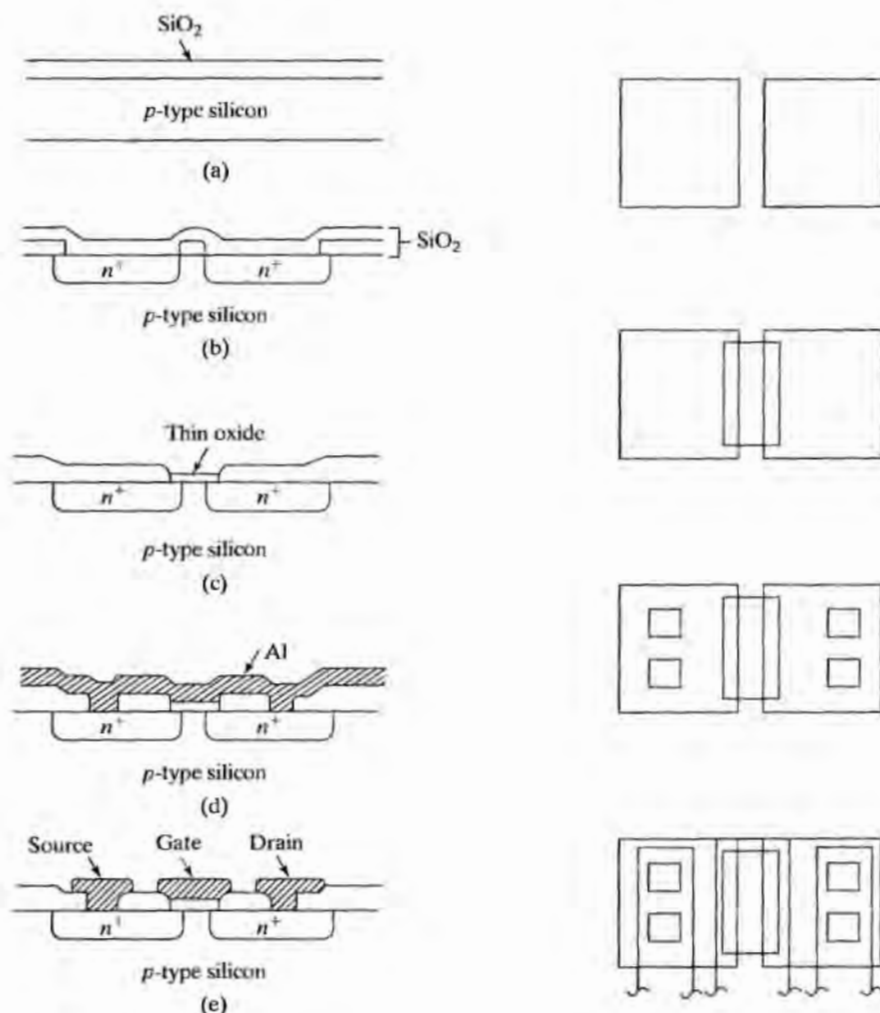 SiO₂
p-type silicon
(a)
SiO₂
n⁺ n⁺
p-type silicon
(b)
Thin oxide
n⁺ n⁺
p-type silicon
(c)
Al
n⁺ n⁺
p-type silicon
(d)
Source Gate Drain
n⁺ n⁺
p-type silicon
(e)